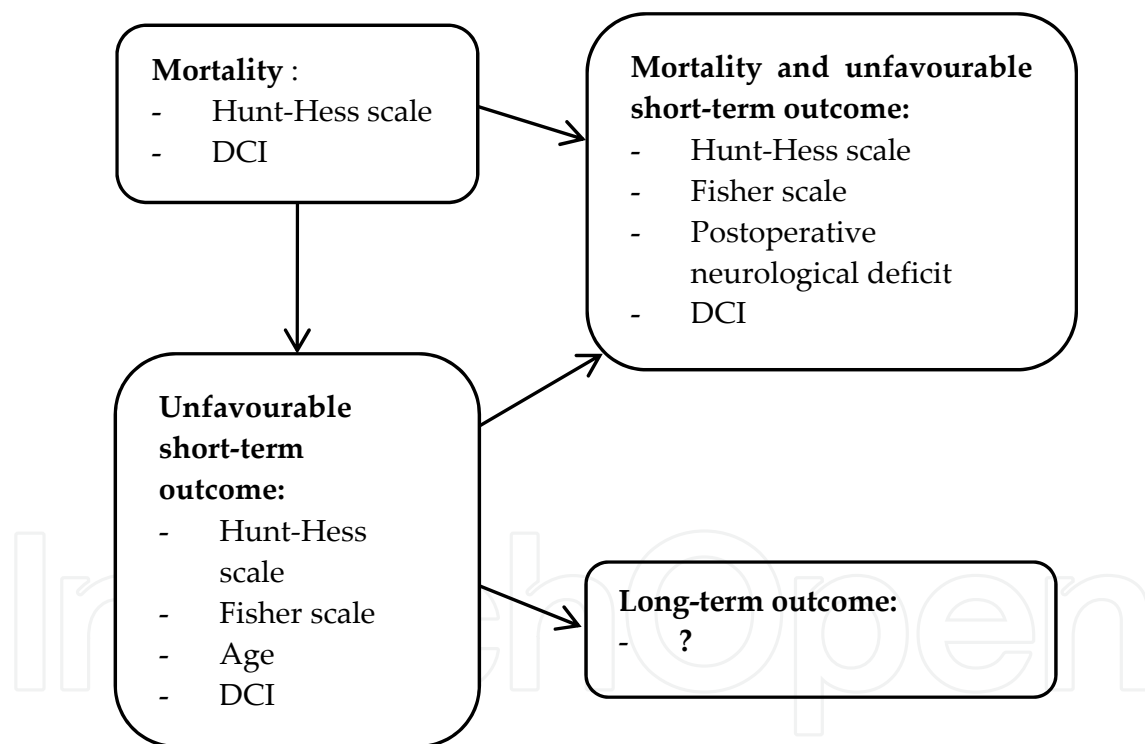 Mortality :
- Hunt-Hess scale
- DCI
Mortality and unfavourable
short-term outcome:
- Hunt-Hess scale
- Fisher scale
- Postoperative
neurological deficit
- DCI
Unfavourable
short-term
outcome:
- Hunt-Hess
scale
- Fisher scale
- Age
- DCI
Long-term outcome:
- ?
IntechOpen